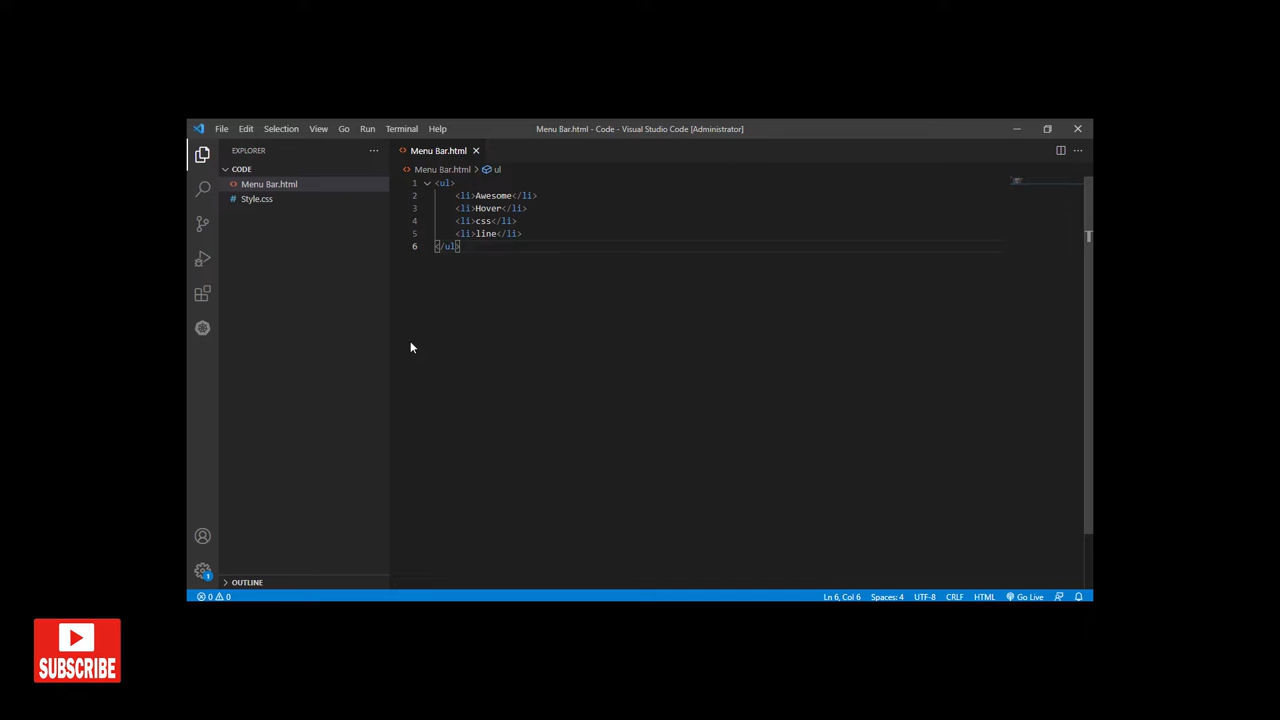 File Edit Selection View Go Run Terminal Help
Menu Bar.html - Code - Visual Studio Code [Administrator]
EXPLORER
CODE
Menu Bar.html
Style.css
OUTLINE
Menu Bar.html
Menu Bar.html > ul
1 <ul>
2 <li>Awesome</li>
3 <li>Hover</li>
4 <li>css</li>
5 <li>line</li>
6 </ul>
1
0 0
Ln 6, Col 6 Spaces: 4 UTF-8 CRLF HTML Go Live
SUBSCRIBE